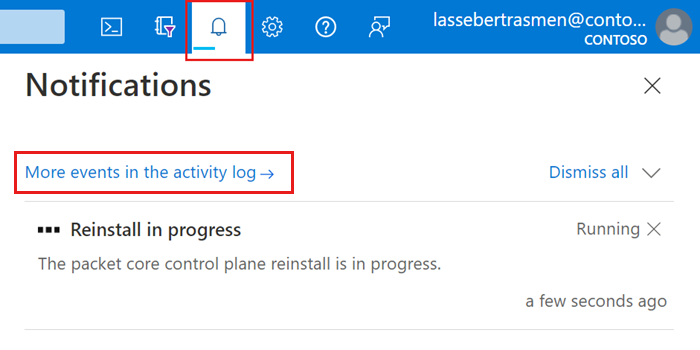 lassebertrasmen@conto...
CONTOSO
Notifications
More events in the activity log →
Dismiss all
Reinstall in progress
Running
The packet core control plane reinstall is in progress.
a few seconds ago